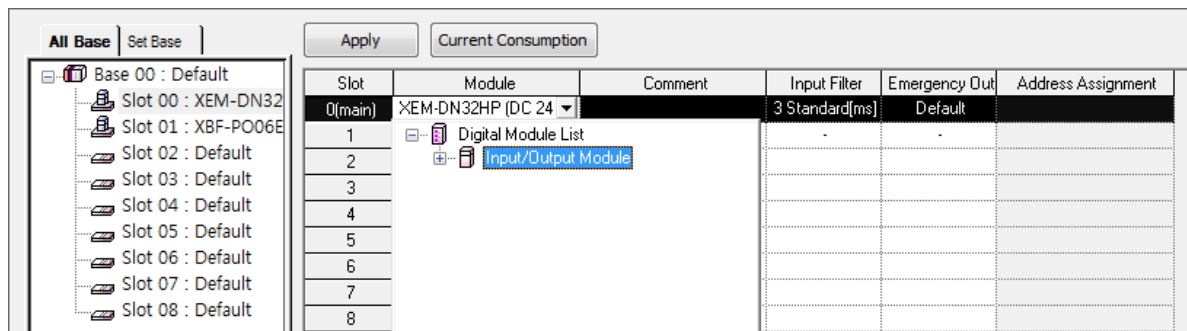 All Base Set Base Apply Current Consumption
Base 00 : Default
Slot 00 : XEM-DN32
Slot 01 : XBF-PO06E
Slot 02 : Default
Slot 03 : Default
Slot 04 : Default
Slot 05 : Default
Slot 06 : Default
Slot 07 : Default
Slot 08 : Default
Slot Module Comment Input Filter Emergency Out Address Assignment
0(main) XEM-DN32HP (DC 24 3 Standard[ms] Default
1 Digital Module List - -
2 Input/Output Module
3
4
5
6
7
8